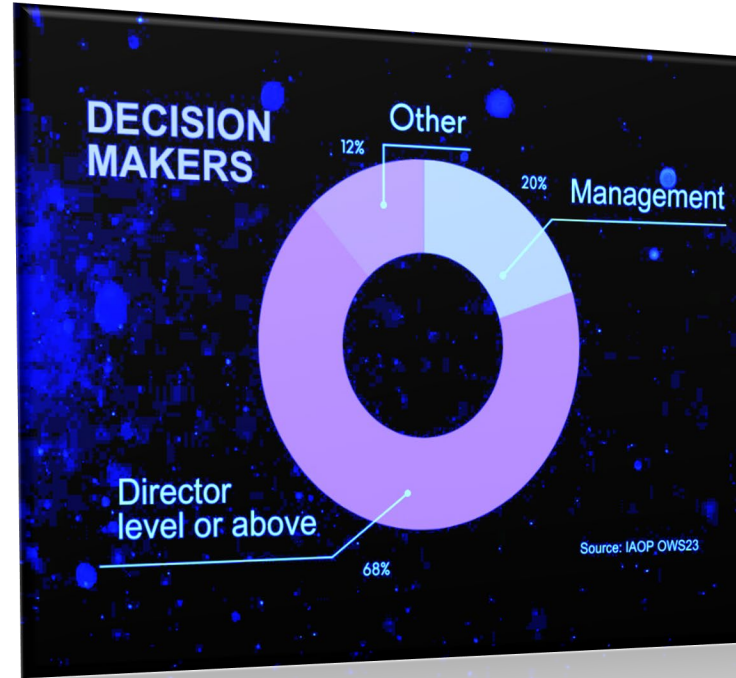 DECISION
MAKERS
Other
12%
20%
Management
Director
level or above
68%
Source: IAOP OWS23